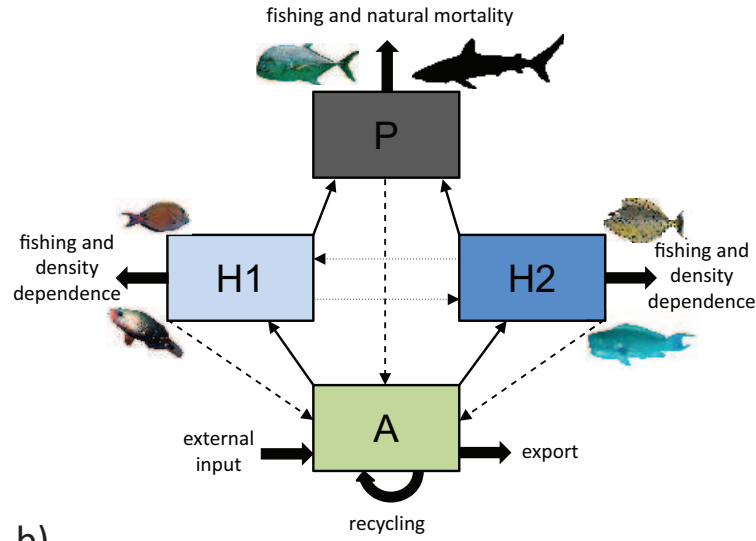 fishing and natural mortality
P
fishing and
density
dependence
H1
H2
fishing and
density
dependence
A
external
input
export
recycling
b)